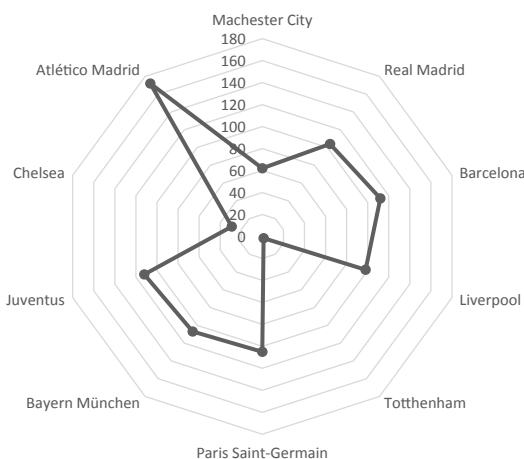 Machester City
180
160
140
120
100
80
60
40
20
0
Real Madrid
Barcelona
Liverpool
Totthenham
Paris Saint-Germain
Bayern München
Juventus
Chelsea
Atlético Madrid